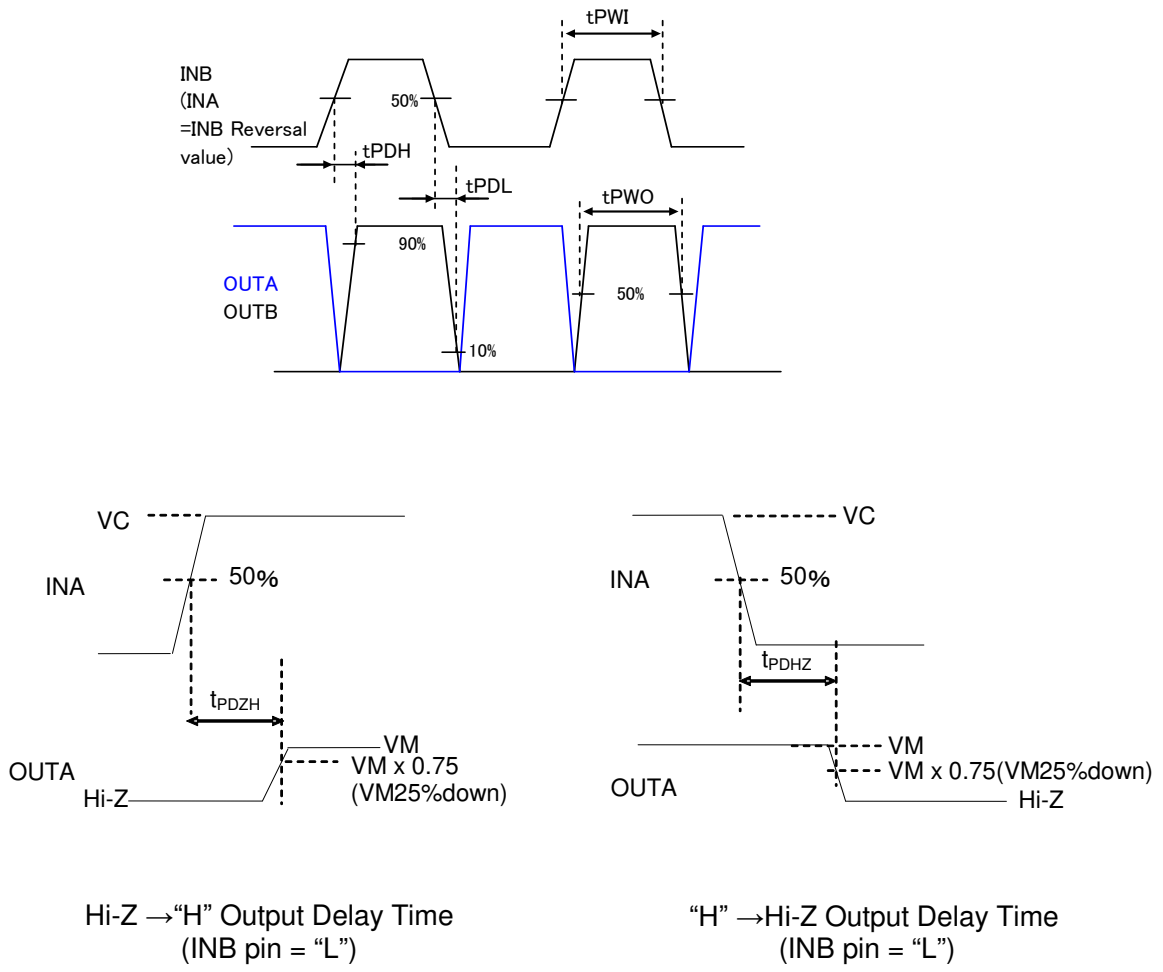 tPWI
INB
(INA
=INB Reversal
value)
50%
tPDH
tPDL
tPWO
90%
OUTA
OUTB
50%
10%
VC
INA
50%
tPDZH
VM
OUTA
VM x 0.75
(VM25%down)
Hi-Z
VC
INA
50%
tPDHZ
VM
VM x 0.75(VM25%down)
OUTA
Hi-Z
Hi-Z →“H” Output Delay Time
(INB pin = “L”)
“H” →Hi-Z Output Delay Time
(INB pin = “L”)